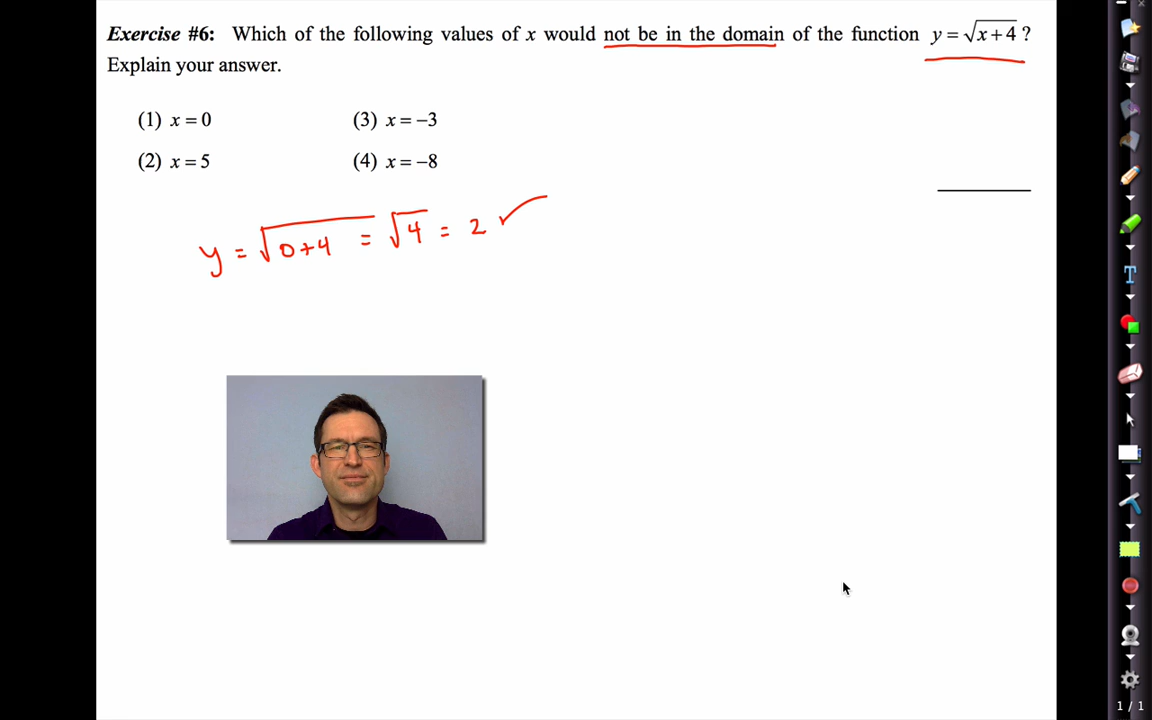 Exercise #6: Which of the following values of x would not be in the domain of the function y = √x+4 ?
Explain your answer.
(1) x = 0 (3) x = −3
(2) x = 5 (4) x = −8
y = √0+4 = √4 = 2 ✓
T
1 / 1